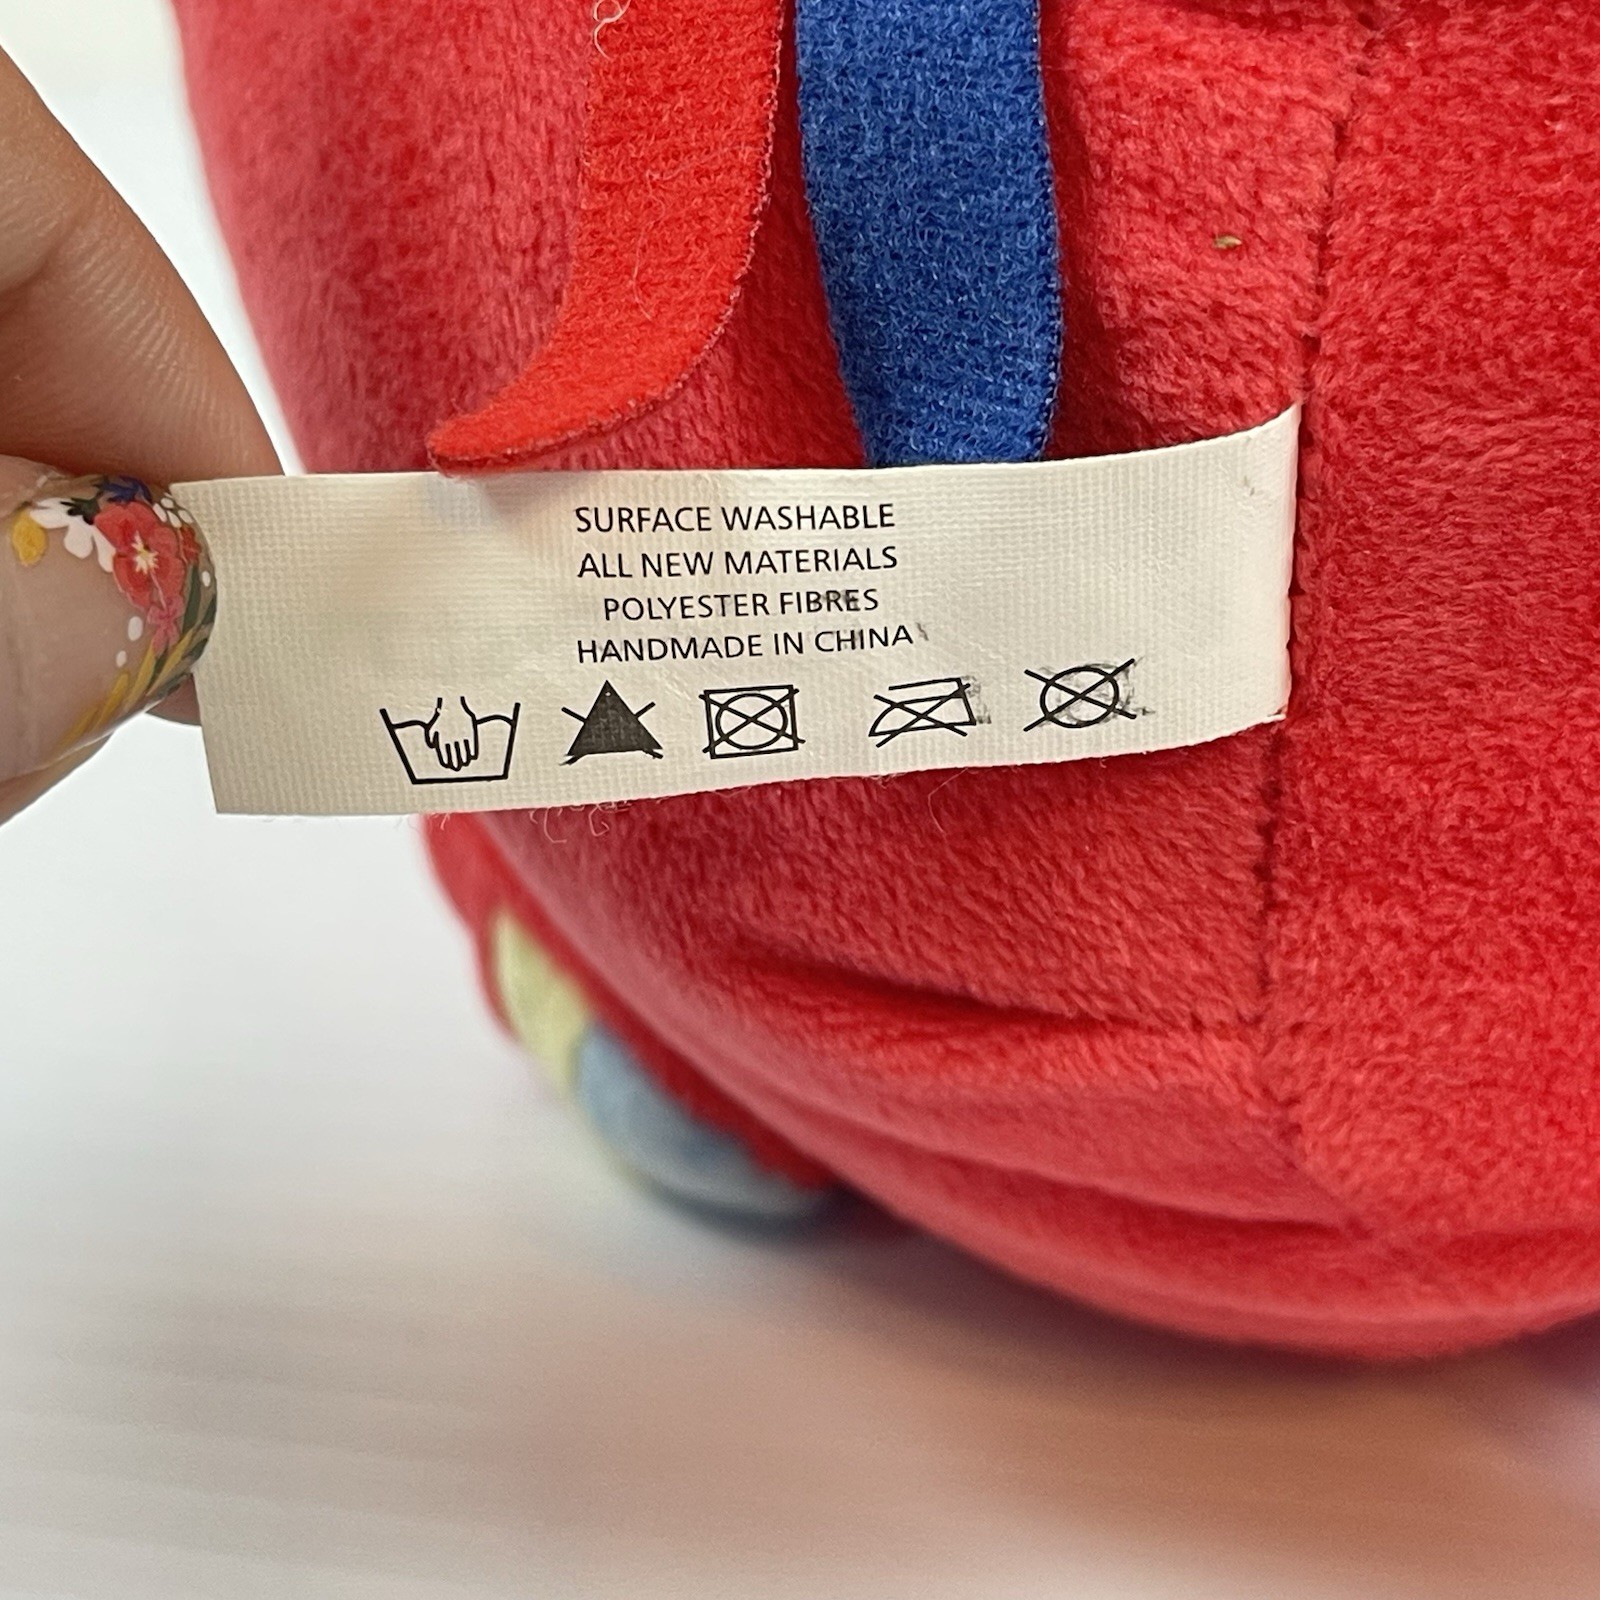 SURFACE WASHABLE
ALL NEW MATERIALS
POLYESTER FIBRES
HANDMADE IN CHINA